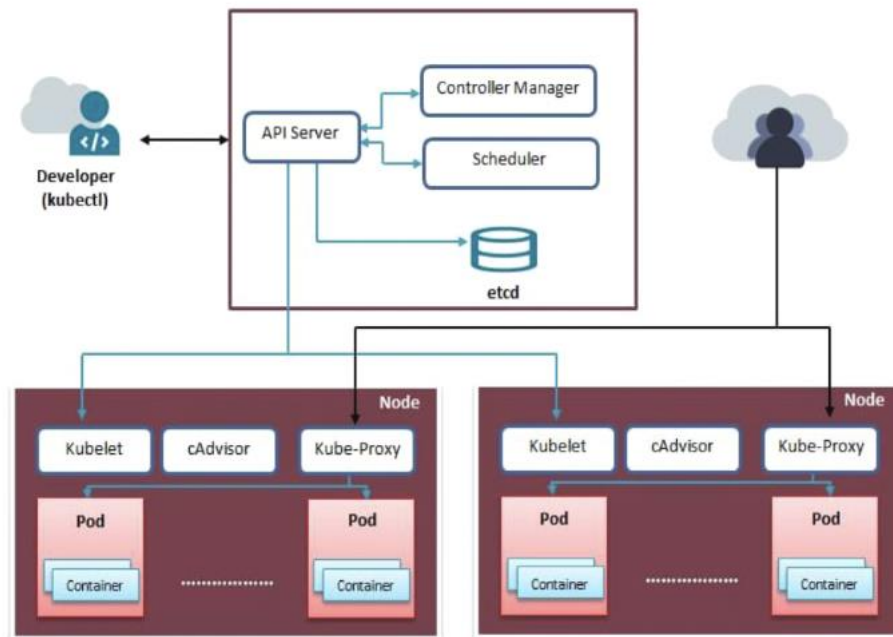 Controller Manager
API Server
Scheduler
</>
Developer
(kubectl)
etcd
Node
Kubelet
cAdvisor
Kube-Proxy
Pod
Pod
Container
..................
Container
Node
Kubelet
cAdvisor
Kube-Proxy
Pod
Pod
Container
..................
Container